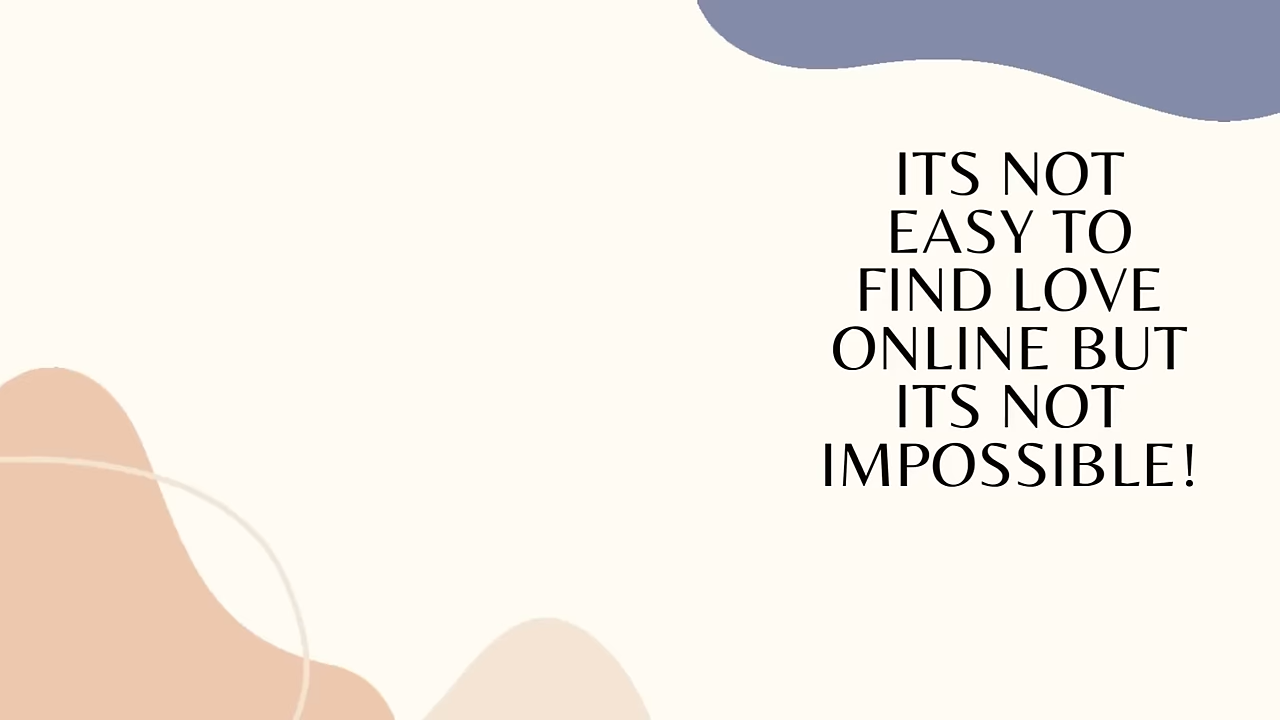 ITS NOT
EASY TO
FIND LOVE
ONLINE BUT
ITS NOT
IMPOSSIBLE!